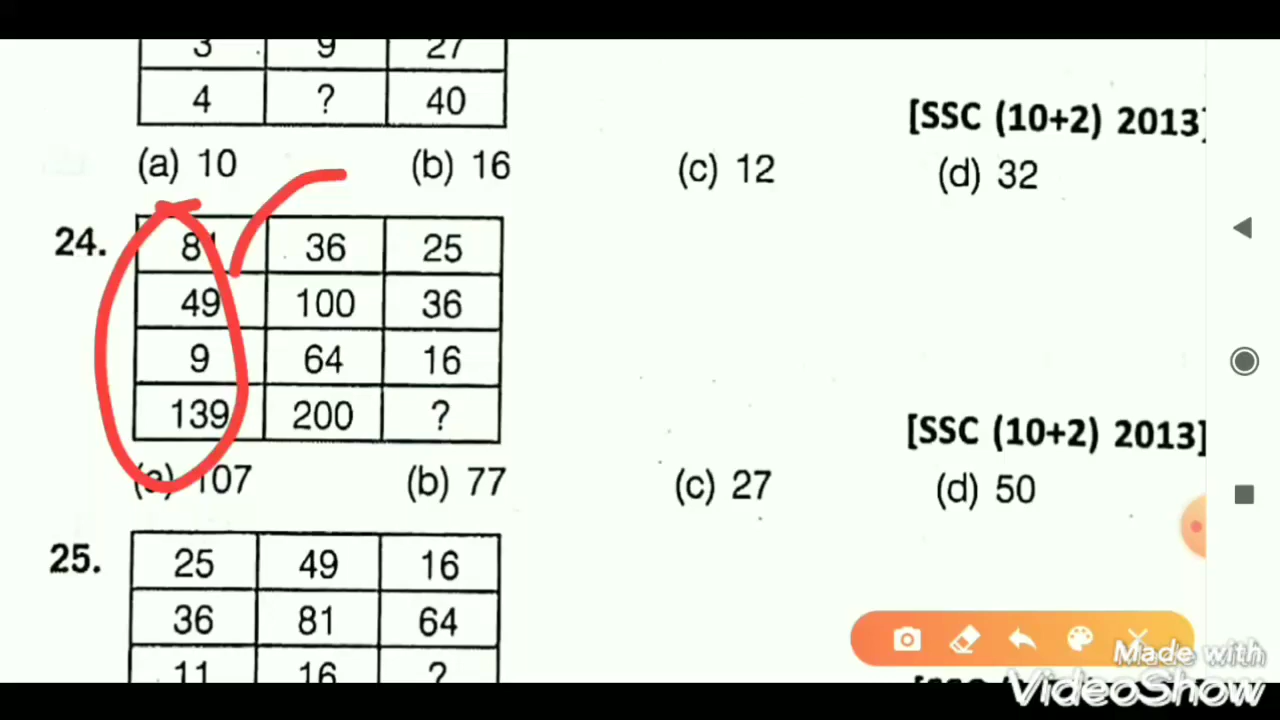 3 9 27
4 ? 40
[SSC (10+2) 2013]
(a) 10 (b) 16 (c) 12 (d) 32
24. 81 36 25
49 100 36
9 64 16
139 200 ?
[SSC (10+2) 2013]
(a) 107 (b) 77 (c) 27 (d) 50
25. 25 49 16
36 81 64
11 16 ?
Made with
VideoShow